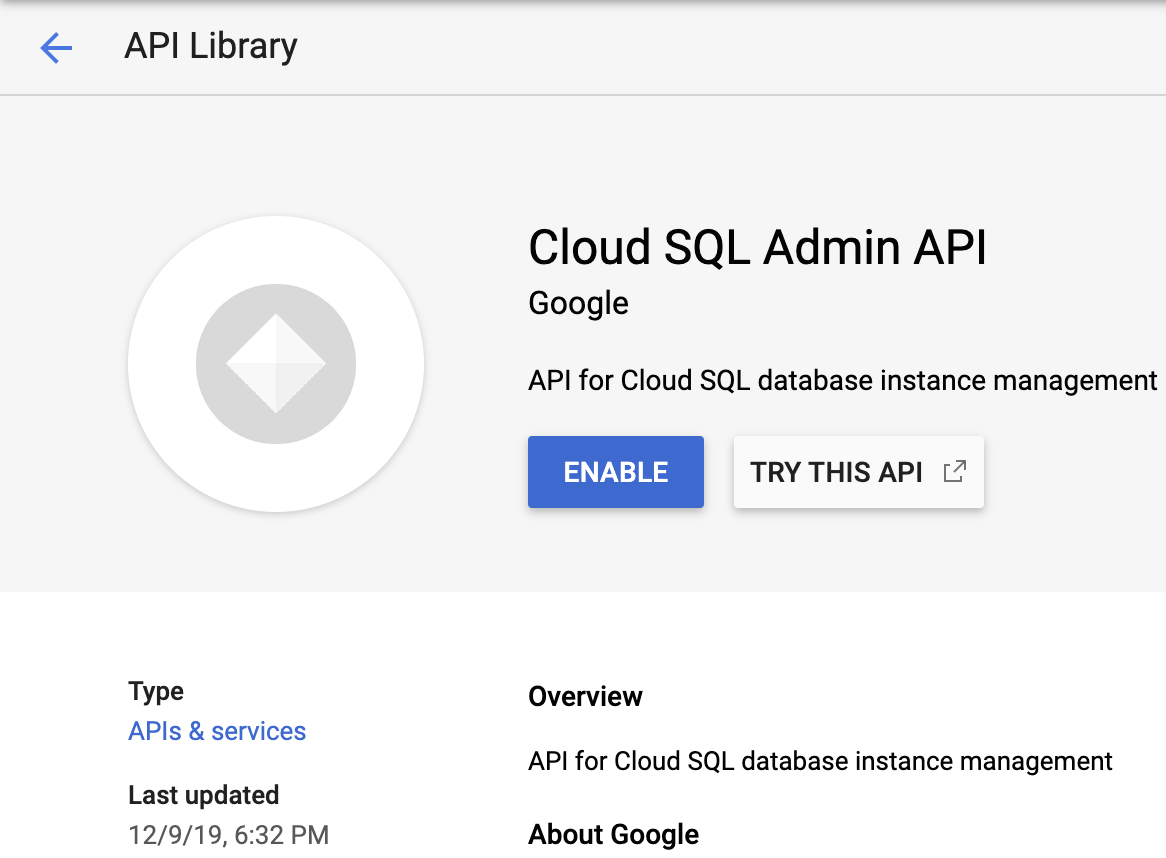 API Library
Cloud SQL Admin API
Google
API for Cloud SQL database instance management
ENABLE
TRY THIS API
Type
APIs & services
Last updated
12/9/19, 6:32 PM
Overview
API for Cloud SQL database instance management
About Google